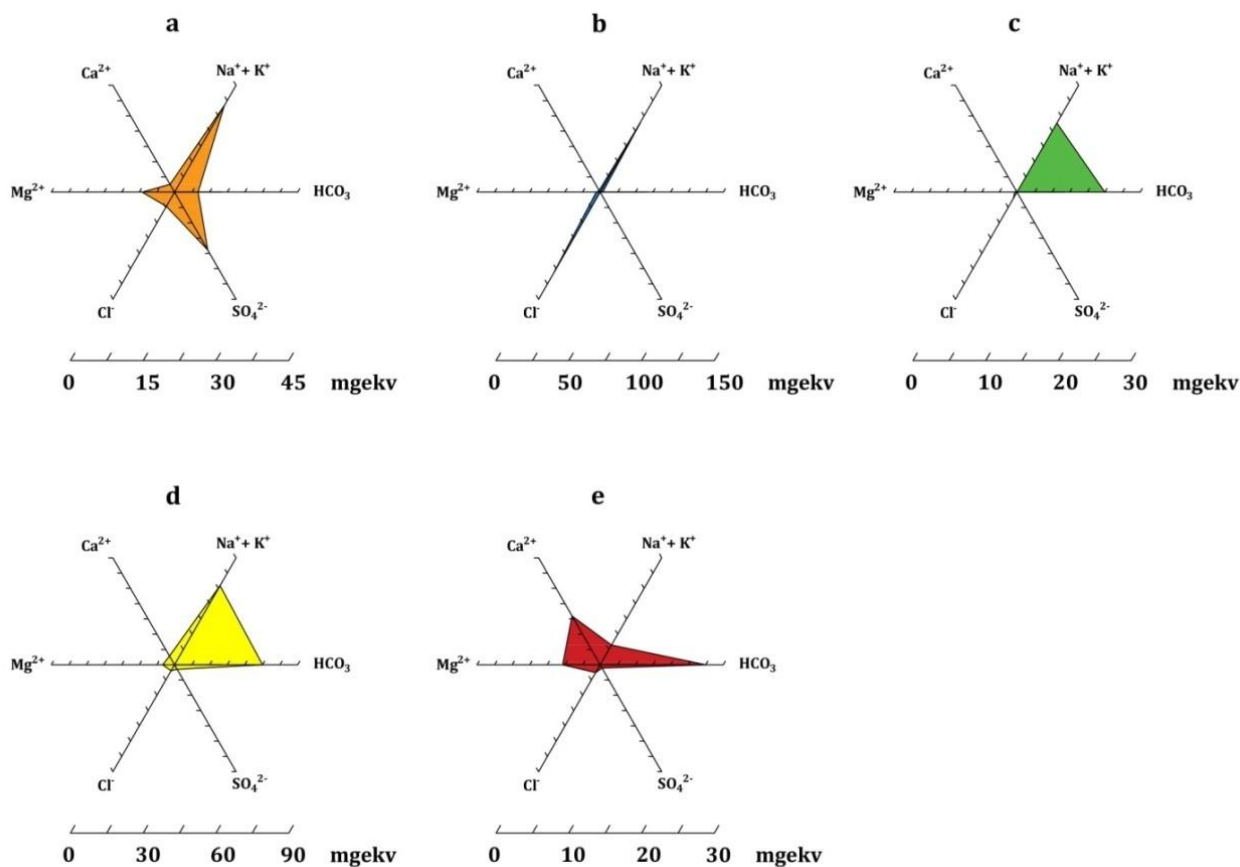 a
b
c
Ca²⁺
Na⁺+ K⁺
Ca²⁺
Na⁺+ K⁺
Ca²⁺
Na⁺+ K⁺
Mg²⁺
HCO₃
Mg²⁺
HCO₃
Mg²⁺
HCO₃
Cl⁻
SO₄²⁻
Cl⁻
SO₄²⁻
Cl⁻
SO₄²⁻
0 15 30 45 mgekv
0 50 100 150 mgekv
0 10 20 30 mgekv
d
e
Ca²⁺
Na⁺+ K⁺
Ca²⁺
Na⁺+ K⁺
Mg²⁺
HCO₃
Mg²⁺
HCO₃
Cl⁻
SO₄²⁻
Cl⁻
SO₄²⁻
0 30 60 90 mgekv
0 10 20 30 mgekv